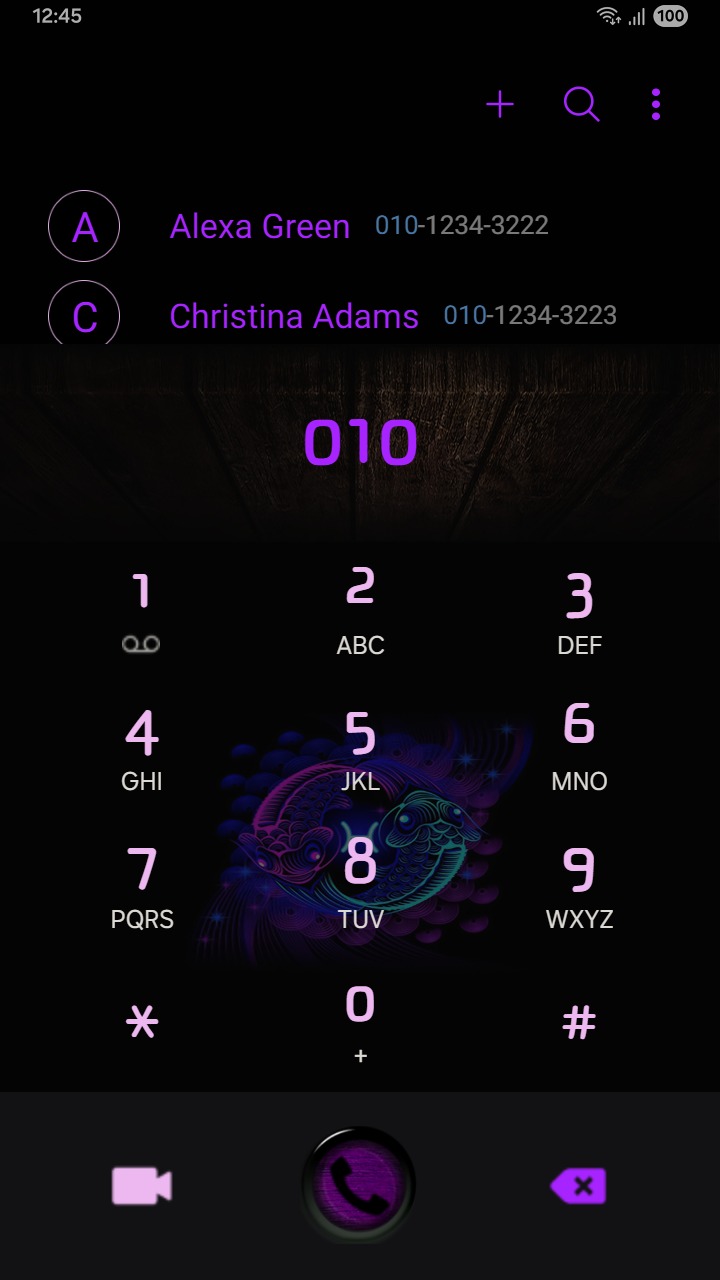 12:45 100
A Alexa Green 010-1234-3222
C Christina Adams 010-1234-3223
010
1 2 3
ABC DEF
4 5 6
GHI JKL MNO
7 8 9
PQRS TUV WXYZ
* 0 #
+